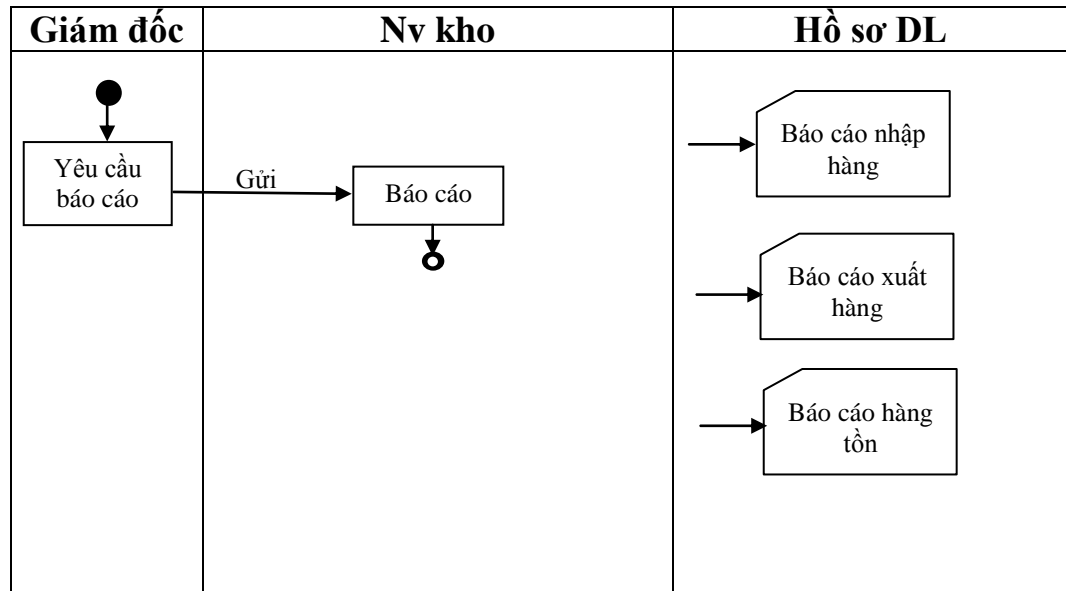 Giám đốc
Nv kho
Hồ sơ DL
Yêu cầu
báo cáo
Gửi
Báo cáo
Báo cáo nhập
hàng
Báo cáo xuất
hàng
Báo cáo hàng
tồn